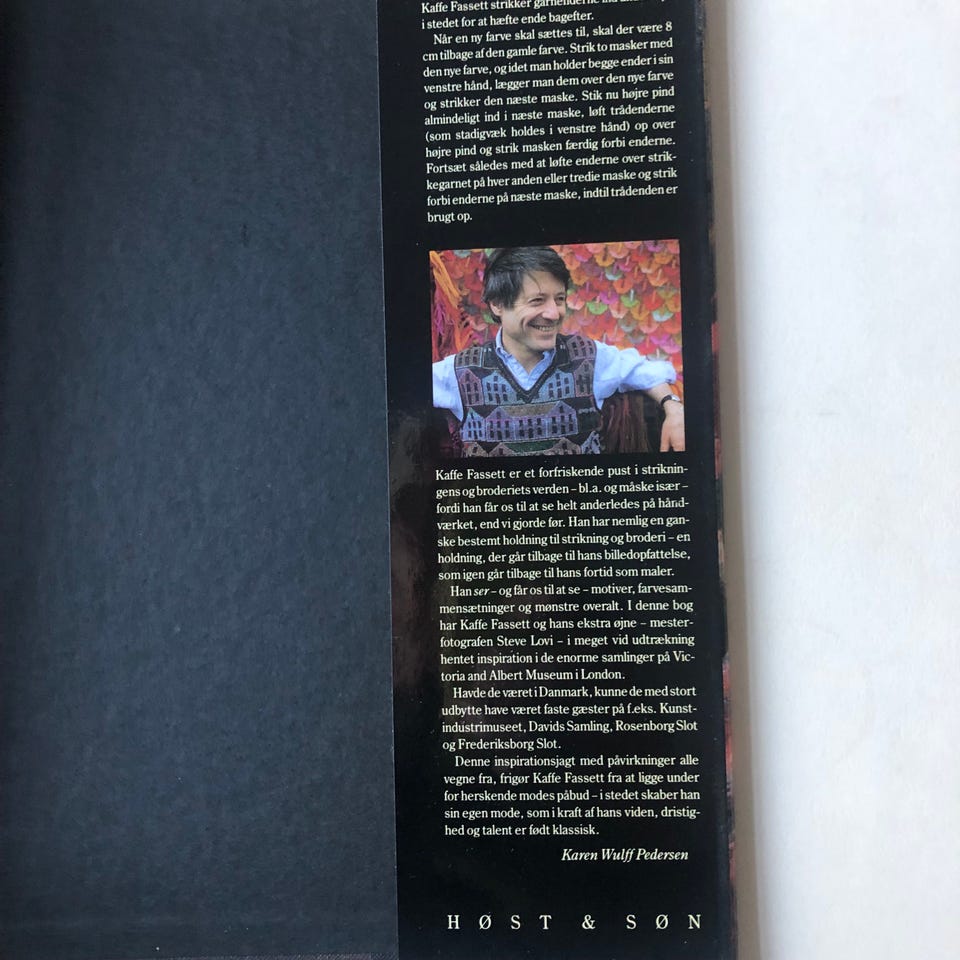 Kaffe Fassett strikker garnenderne
i stedet for at hæfte ende bagefter.
Når en ny farve skal sættes til, skal der være 8
cm tilbage af den gamle farve. Strik to masker med
den nye farve, og idet man holder begge ender i sin
venstre hånd, lægger man dem over den nye farve
og strikker den næste maske. Stik nu højre pind
almindeligt ind i næste maske, løft trådenderne
(som stadigvæk holdes i venstre hånd) op over
højre pind og strik masken færdig forbi enderne.
Fortsæt således med at løfte enderne over strik-
kegarnet på hver anden eller tredie maske og strik
forbi enderne på næste maske, indtil trådenden er
brugt op.
Kaffe Fassett er et forfriskende pust i striknin-
gens og broderiets verden – bl.a. og måske især –
fordi han får os til at se helt anderledes på hånd-
værket, end vi gjorde før. Han har nemlig en gan-
ske bestemt holdning til strikning og broderi – en
holdning, der går tilbage til hans billedopfattelse,
som igen går tilbage til hans fortid som maler.
Han ser – og får os til at se – motiver, farvesam-
mensætninger og mønstre overalt. I denne bog
har Kaffe Fassett og hans ekstra øjne – mester-
fotografen Steve Lovi – i meget vid udtrækning
hentet inspiration i de enorme samlinger på Vic-
toria and Albert Museum i London.
Havde de været i Danmark, kunne de med stort
udbytte have været faste gæster på f.eks. Kunst-
industrimuseet, Davids Samling, Rosenborg Slot
og Frederiksborg Slot.
Denne inspirationsjagt med påvirkninger alle
vegne fra, frigør Kaffe Fassett fra at ligge under
for herskende modes påbud – i stedet skaber han
sin egen mode, som i kraft af hans viden, dristig-
hed og talent er født klassisk.
Karen Wulff Pedersen
HØST & SØN